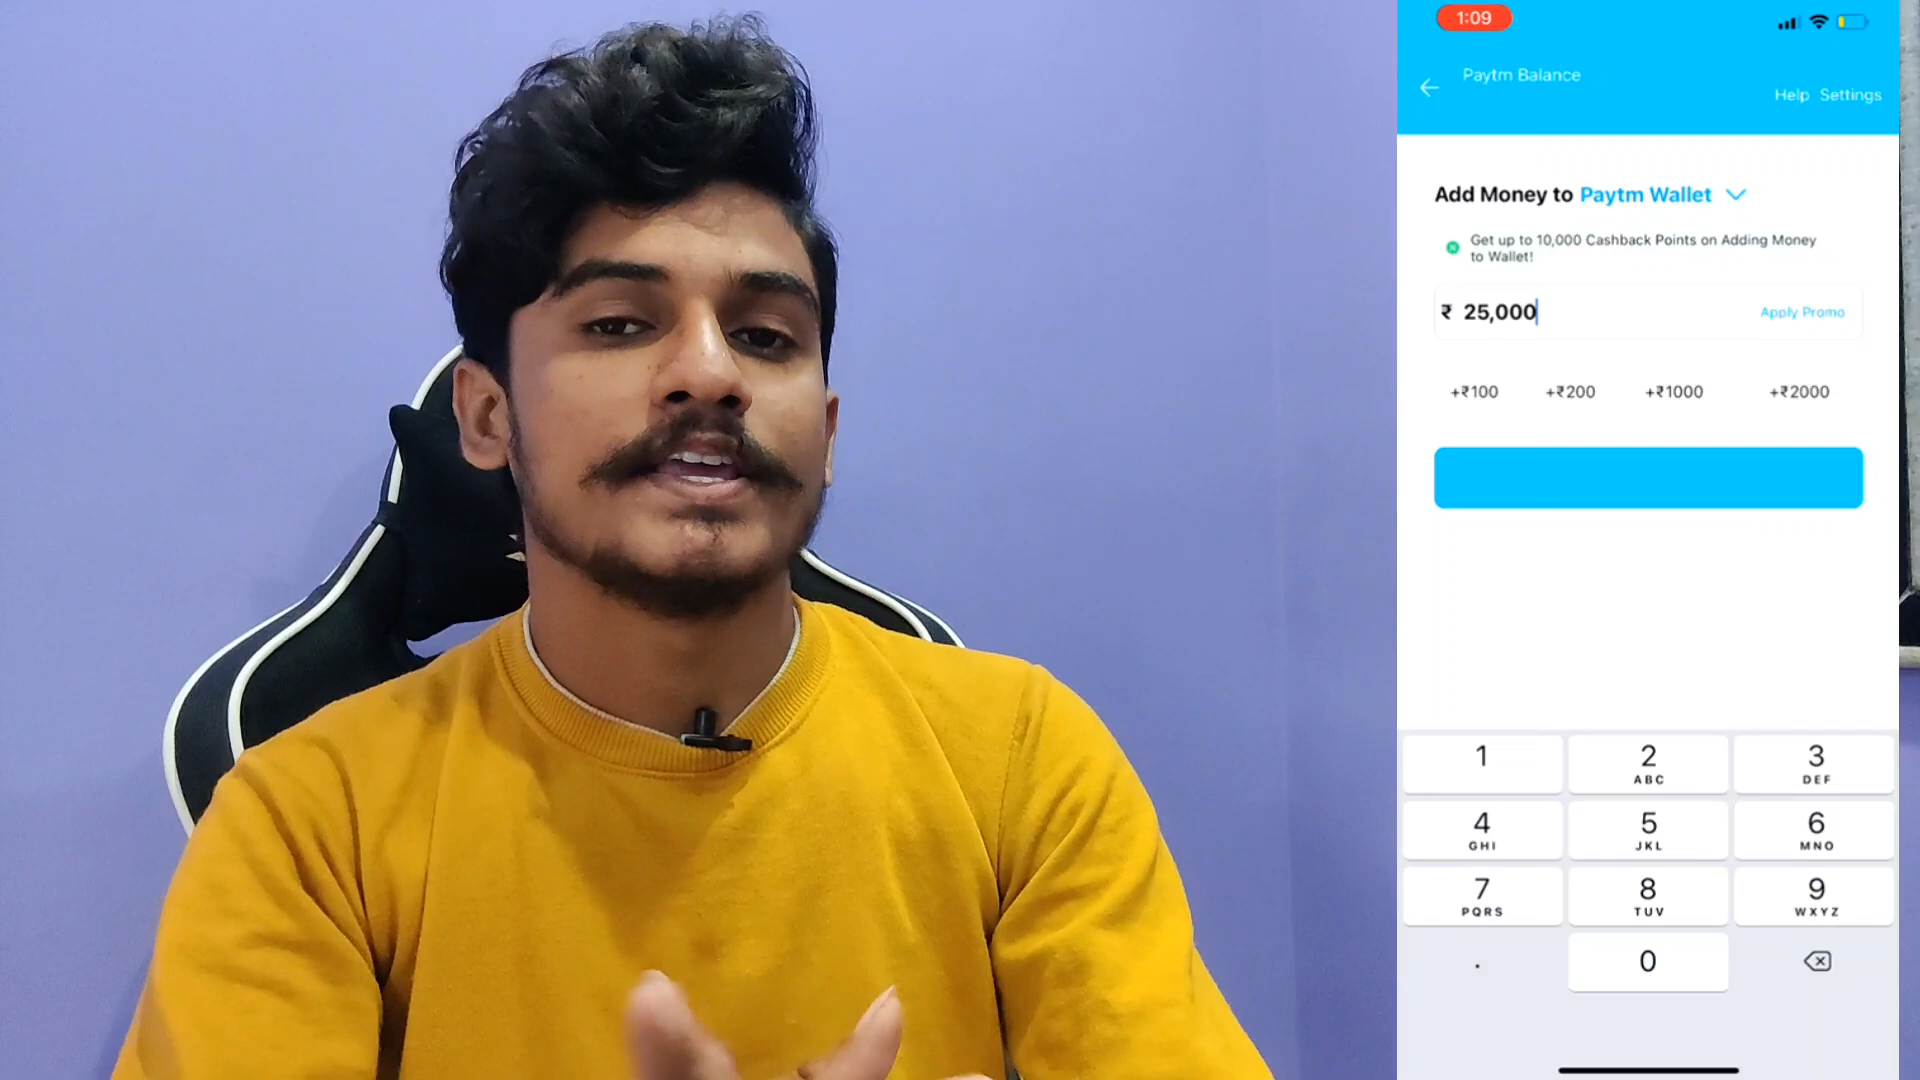 1:09
Paytm Balance
Help Settings
Add Money to Paytm Wallet
Get up to 10,000 Cashback Points on Adding Money
to Wallet!
₹ 25,000 Apply Promo
+₹100 +₹200 +₹1000 +₹2000
1 2 3
ABC DEF
4 5 6
GHI JKL MNO
7 8 9
PQRS TUV WXYZ
. 0